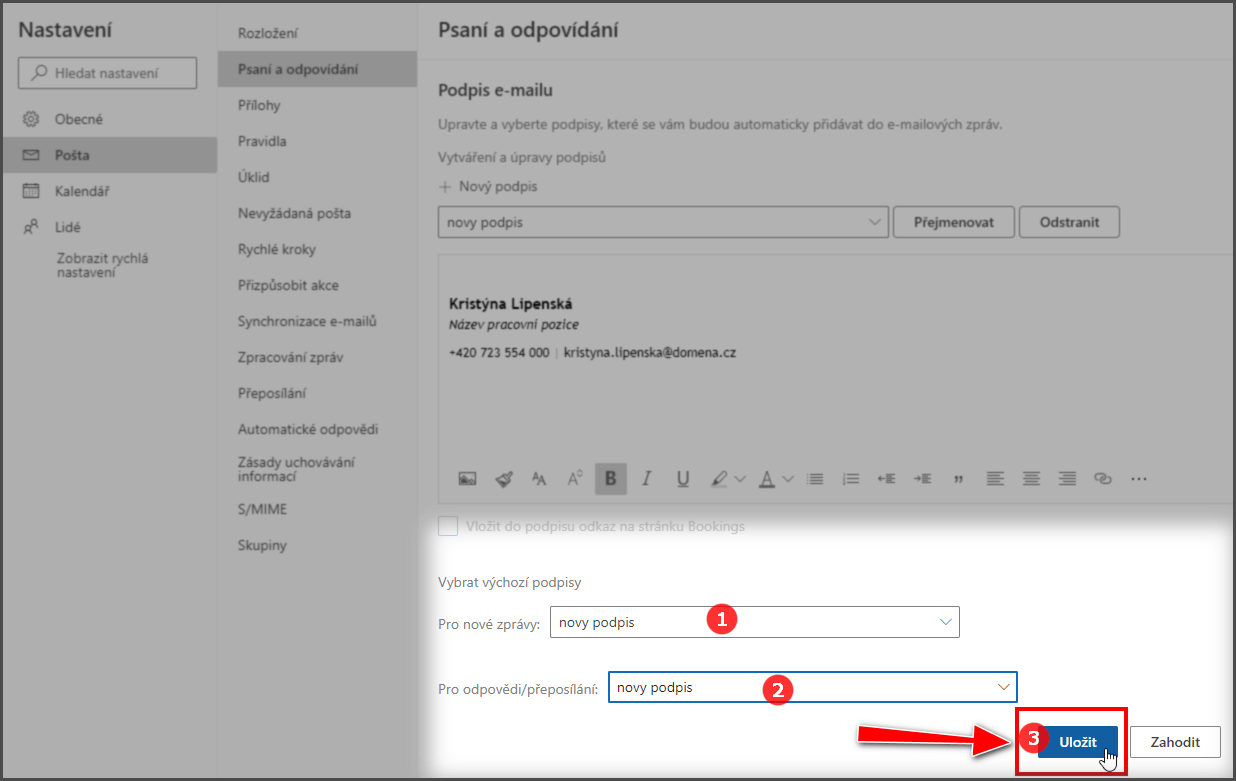 Nastavení
Hledat nastavení
Obecné
Pošta
Kalendář
Lidé
Zobrazit rychlá
nastavení
Rozložení
Psaní a odpovídání
Přílohy
Pravidla
Úklid
Nevyžádaná pošta
Rychlé kroky
Přizpůsobit akce
Synchronizace e-mailů
Zpracování zpráv
Přeposílání
Automatické odpovědi
Zásady uchovávání
informací
S/MIME
Skupiny
Psaní a odpovídání
Podpis e-mailu
Upravte a vyberte podpisy, které se vám budou automaticky přidávat do e-mailových zpráv.
Vytváření a úpravy podpisů
+ Nový podpis
novy podpis Přejmenovat Odstranit
Kristýna Lipenská
Název pracovní pozice
+420 723 554 000 | kristyna.lipenska@domena.cz
B I U A
Vložit do podpisu odkaz na stránku Bookings
Vybrat výchozí podpisy
Pro nové zprávy: novy podpis 1
Pro odpovědi/přeposílání: novy podpis 2
3 Uložit Zahodit